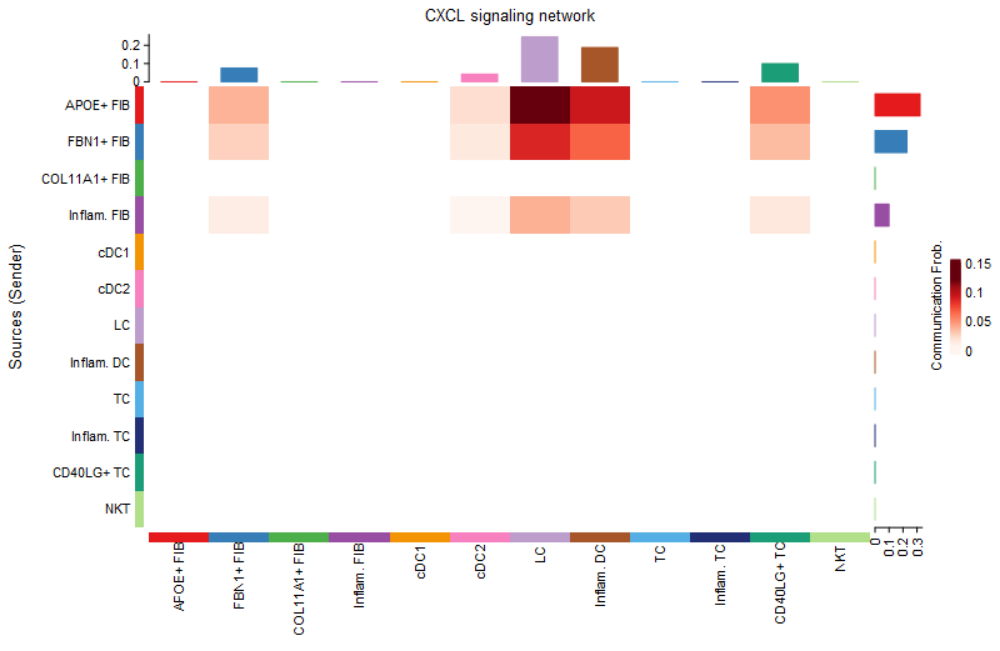 CXCL signaling network
0.2
0.1
0
APOE+ FIB
FBN1+ FIB
COL11A1+ FIB
Inflam. FIB
cDC1
cDC2
LC
Inflam. DC
TC
Inflam. TC
CD40LG+ TC
NKT
Sources (Sender)
Communication Prob.
0.15
0.1
0.05
0
0
0.1
0.2
0.3
APOE+ FIB
FBN1+ FIB
COL11A1+ FIB
Inflam. FIB
cDC1
cDC2
LC
Inflam. DC
TC
Inflam. TC
CD40LG+ TC
NKT